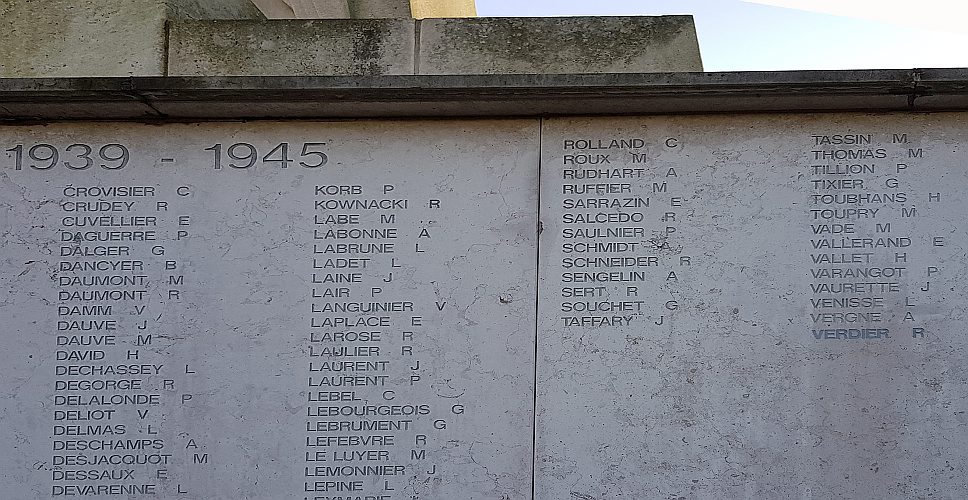 1939 - 1945
CROVISIER C
CRUDEY R
CUVELLIER E
DAGUERRE P
DALGER G
DANCYER B
DAUMONT M
DAUMONT R
DAMM V
DAUVE J
DAUVE M
DAVID H
DECHASSEY L
DEGORGE R
DELALONDE P
DELIOT V
DELMAS L
DESCHAMPS A
DESJACQUOT M
DESSAUX E
DEVARENNE L
KORB P
KOWNACKI R
LABE M
LABONNE A
LABRUNE L
LADET L
LAINE J
LAIR P
LANGUINIER V
LAPLACE E
LAROSE R
LAULIER R
LAURENT J
LAURENT P
LEBEL C
LEBOURGEOIS G
LEBRUMENT G
LEFEBVRE R
LE LUYER M
LEMONNIER J
LEPINE L
LEYMARIE
ROLLAND C
ROUX M
RUDHART A
RUFFIER M
SARRAZIN E
SALCEDO R
SAULNIER P
SCHMIDT A
SCHNEIDER R
SENGELIN A
SERT R
SOUCHET G
TAFFARY J
TASSIN M
THOMAS M
TILLION P
TIXIER G
TOUBHANS H
TOUPRY M
VADE M
VALLERAND E
VALLET H
VARANGOT P
VAURETTE J
VENISSE L
VERGNE A
VERDIER R